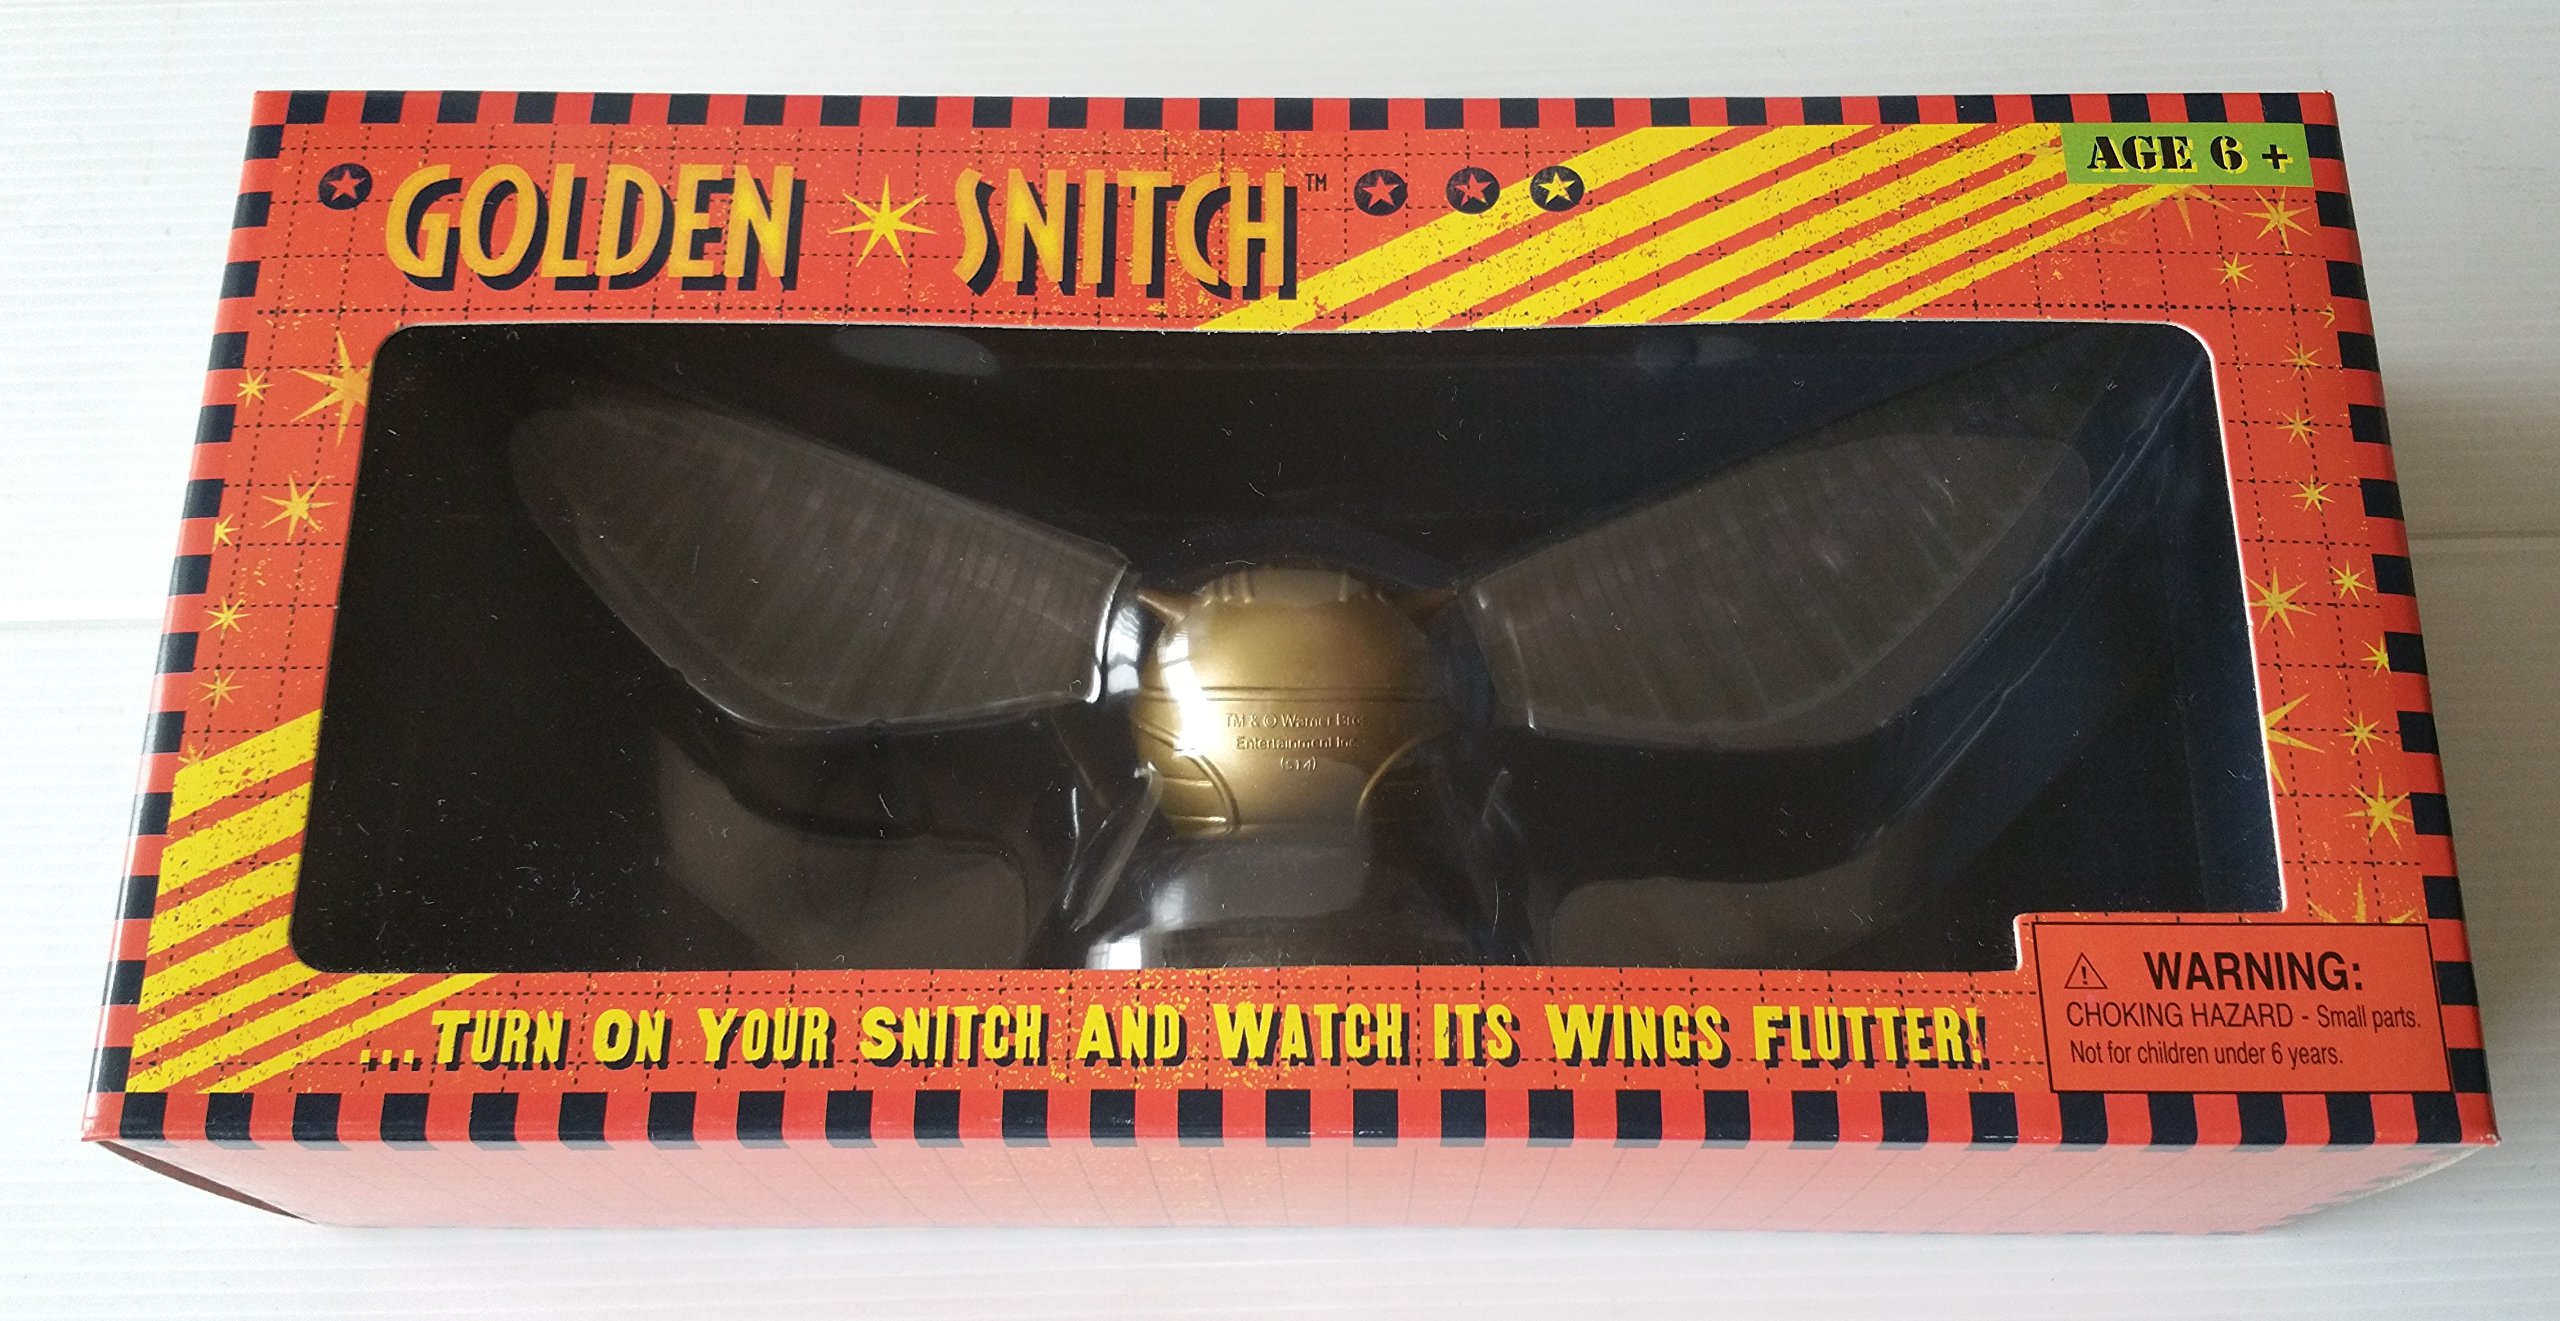 GOLDEN SNITCH™
AGE 6 +
TM & © Warner Bros.
Entertainment Inc.
(s14)
...TURN ON YOUR SNITCH AND WATCH ITS WINGS FLUTTER!
WARNING:
CHOKING HAZARD - Small parts.
Not for children under 6 years.